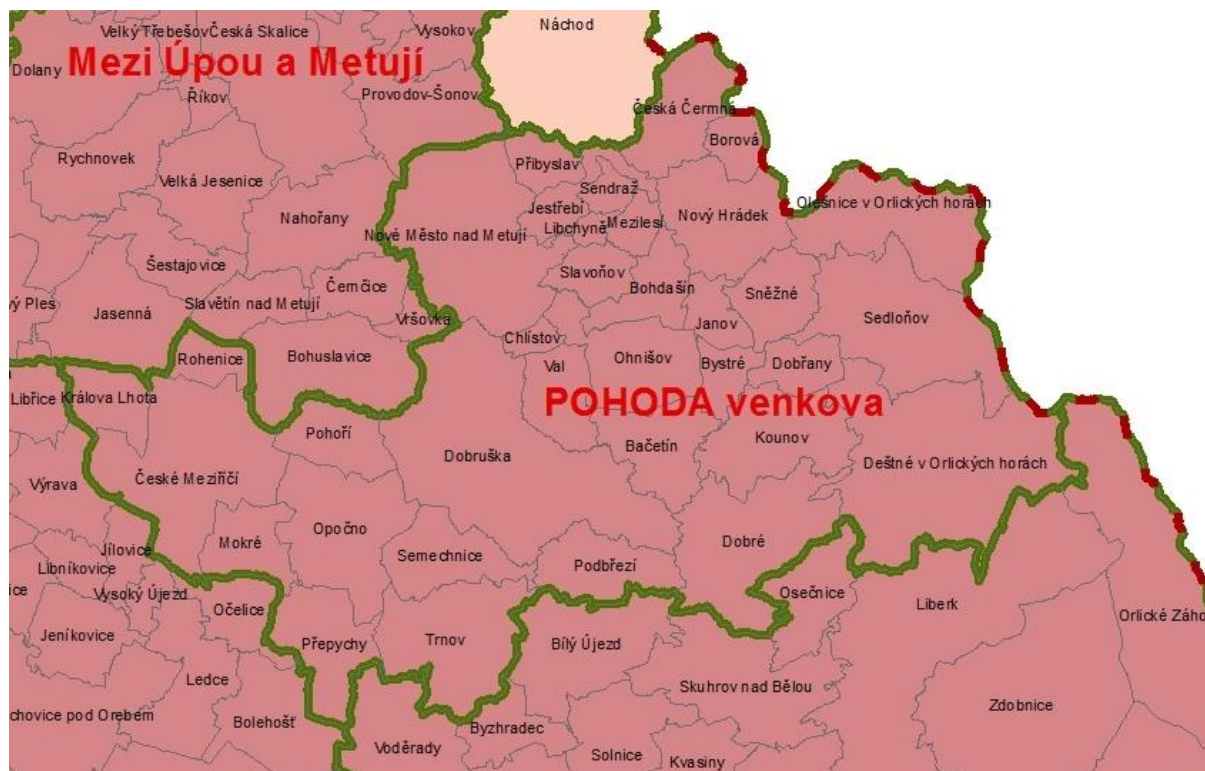 Náchod
Velký Třebešov
Česká Skalice
Vysokov
Mezi Úpou a Metují
Dolany
Říkov
Provodov-Šonov
Česká Čermná
Borová
Rychnovek
Přibyslav
Velká Jesenice
Sendraž
Olešnice v Orlických horách
Jestřebí
Nahořany
Mezilesí
Nový Hrádek
Libchyně
Nové Město nad Metují
Šestajovice
Slavoňov
Bohdašín
Sněžné
Černčice
vý Ples
Slavětín nad Metují
Jasenná
Sedloňov
Vršovka
Janov
Chlístov
Rohenice
Bohuslavice
Ohnišov
Val
Bystré
Dobřany
Libřice
Králova Lhota
POHODA venkova
Pohoří
Bačetín
Kounov
Dobruška
Deštné v Orlických horách
České Meziříčí
Výrava
Opočno
Mokré
Dobré
Jílovice
Semechnice
Podbřezí
Libníkovice
ice
Vysoký Újezd
Osečnice
Liberk
Očelice
Orlické Záho
Jeníkovice
Přepychy
Trnov
Bílý Újezd
Ledce
Skuhrov nad Bělou
chovice pod Orebem
Bolehošť
Zdobnice
Byzhradec
Voděrady
Solnice
Kvasiny